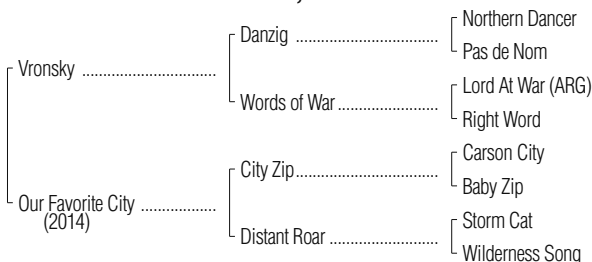 Northern Dancer
Danzig ....................................
Pas de Nom
Vronsky ..................................
Lord At War (ARG)
Words of War .........................
Right Word
Carson City
City Zip ....................................
Baby Zip
Our Favorite City ...................
(2014)
Storm Cat
Distant Roar ...........................
Wilderness Song